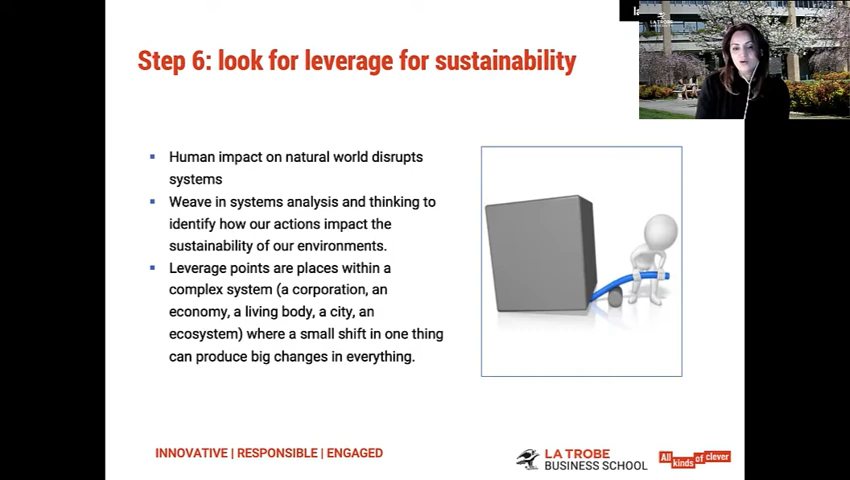 Step 6: look for leverage for sustainability
LA TROBE
▪ Human impact on natural world disrupts
systems
▪ Weave in systems analysis and thinking to
identify how our actions impact the
sustainability of our environments.
▪ Leverage points are places within a
complex system (a corporation, an
economy, a living body, a city, an
ecosystem) where a small shift in one thing
can produce big changes in everything.
INNOVATIVE | RESPONSIBLE | ENGAGED
LA TROBE
BUSINESS SCHOOL
All kinds of clever